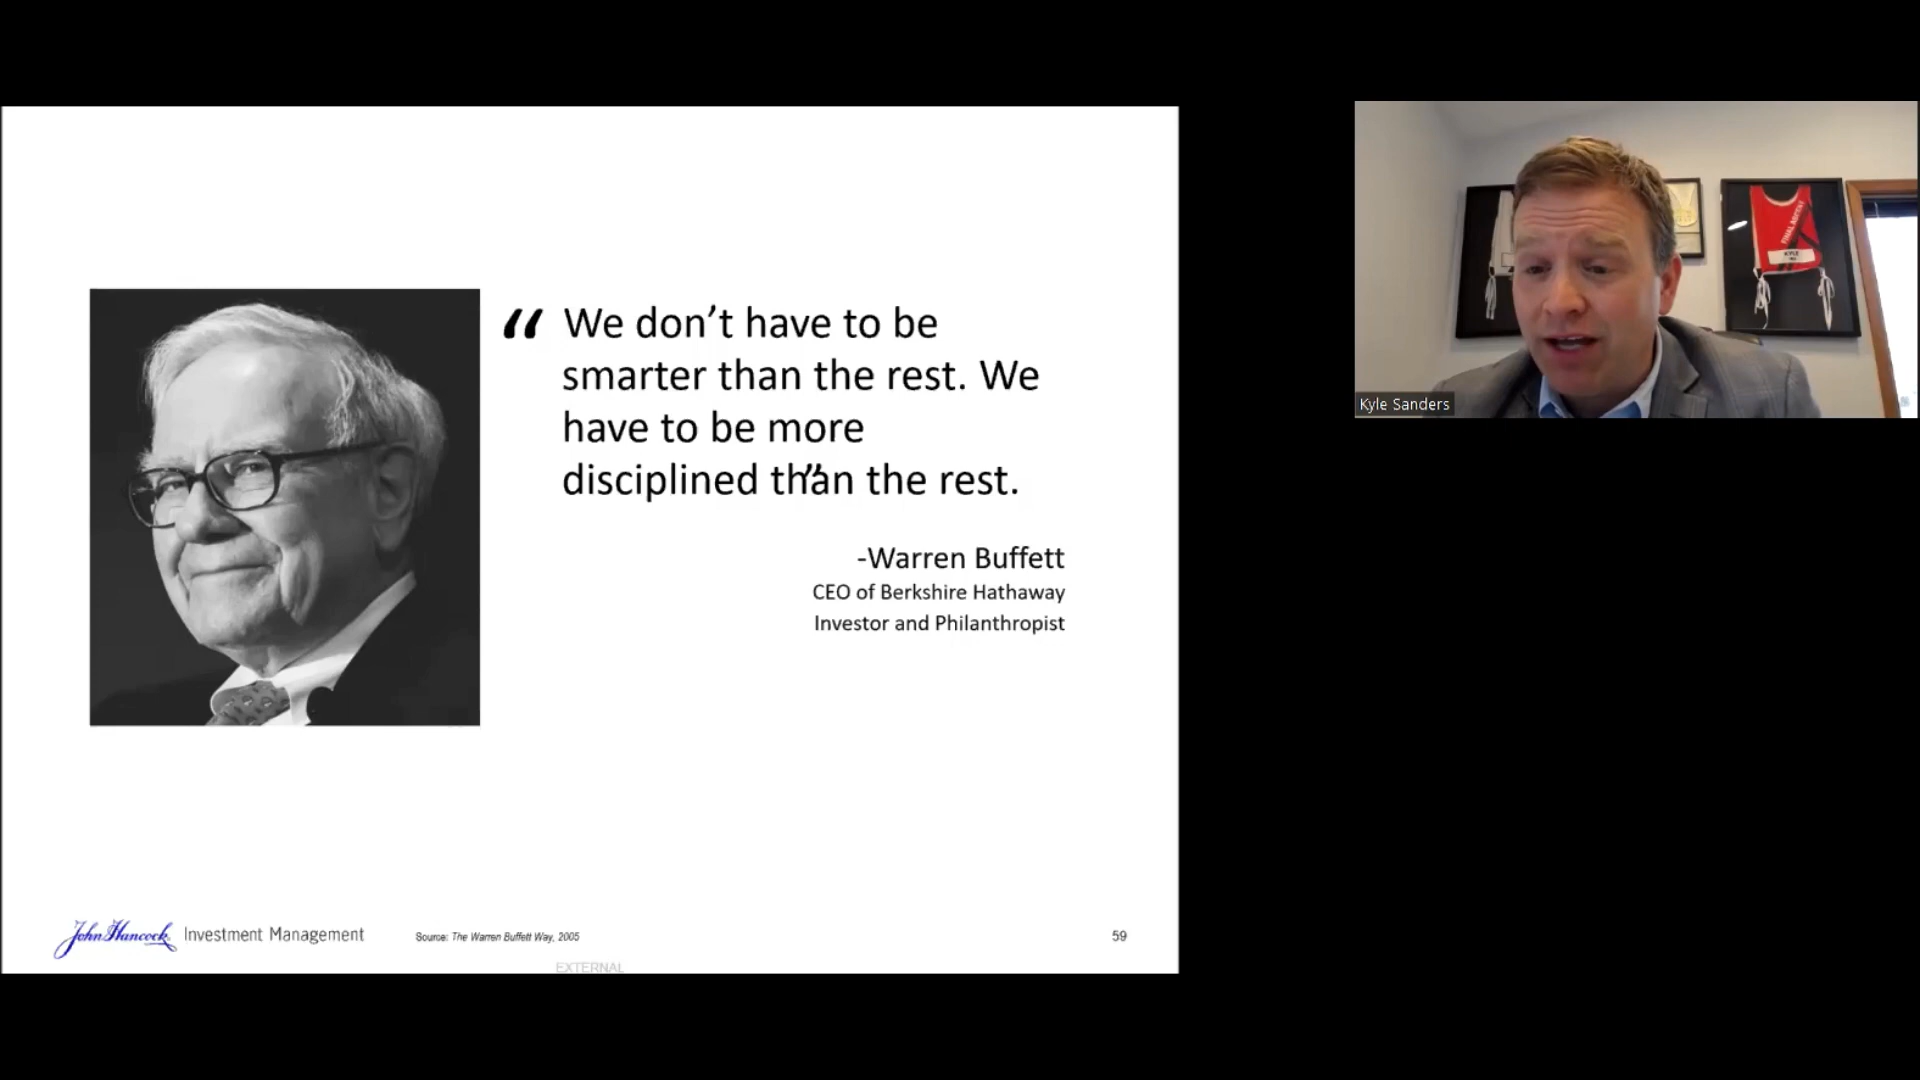 “ We don’t have to be
smarter than the rest. We
have to be more
disciplined than the rest.
”
-Warren Buffett
CEO of Berkshire Hathaway
Investor and Philanthropist
John Hancock Investment Management
Source: The Warren Buffett Way, 2005
59
EXTERNAL
KYLE
Kyle Sanders